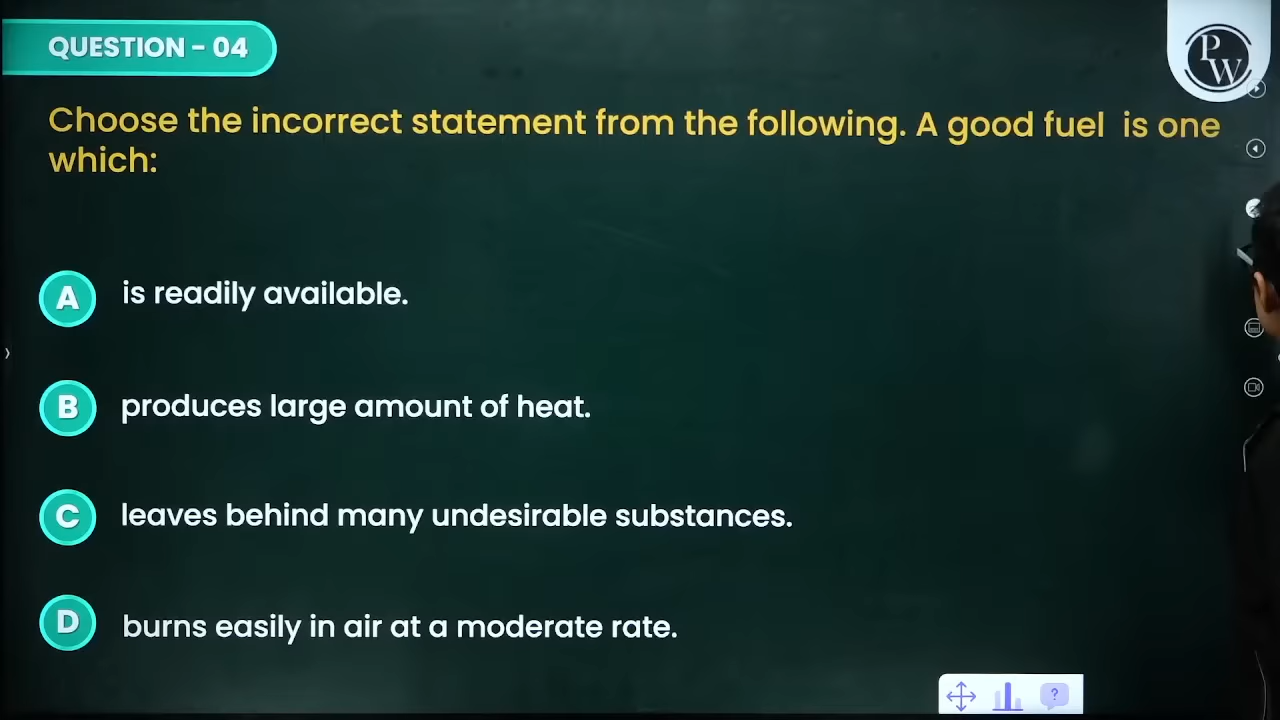 QUESTION - 04
PW
Choose the incorrect statement from the following. A good fuel is one
which:
A is readily available.
B produces large amount of heat.
C leaves behind many undesirable substances.
D burns easily in air at a moderate rate.
?